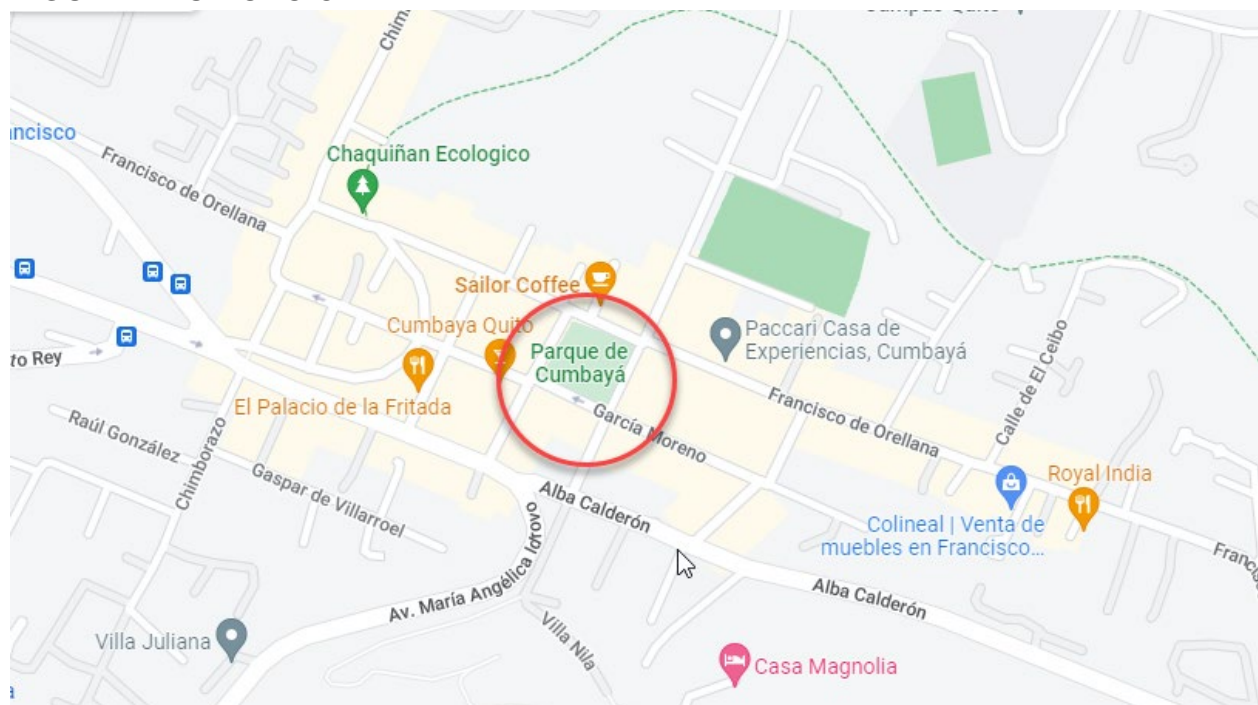 Chim
ncisco
Francisco de Orellana
Chaquiñan Ecologico
Sailor Coffee
Cumbaya Quito
Parque de
Cumbayá
Paccari Casa de
Experiencias, Cumbayá
to Rey
El Palacio de la Fritada
Calle de El Ceibo
Francisco de Orellana
García Moreno
Raúl González
Chimborazo
Gaspar de Villarroel
Royal India
Alba Calderón
Colineal | Venta de
muebles en Francisco...
Franc
Av. María Angélica Idrovo
Alba Calderón
Villa Juliana
Villa Nila
Casa Magnolia